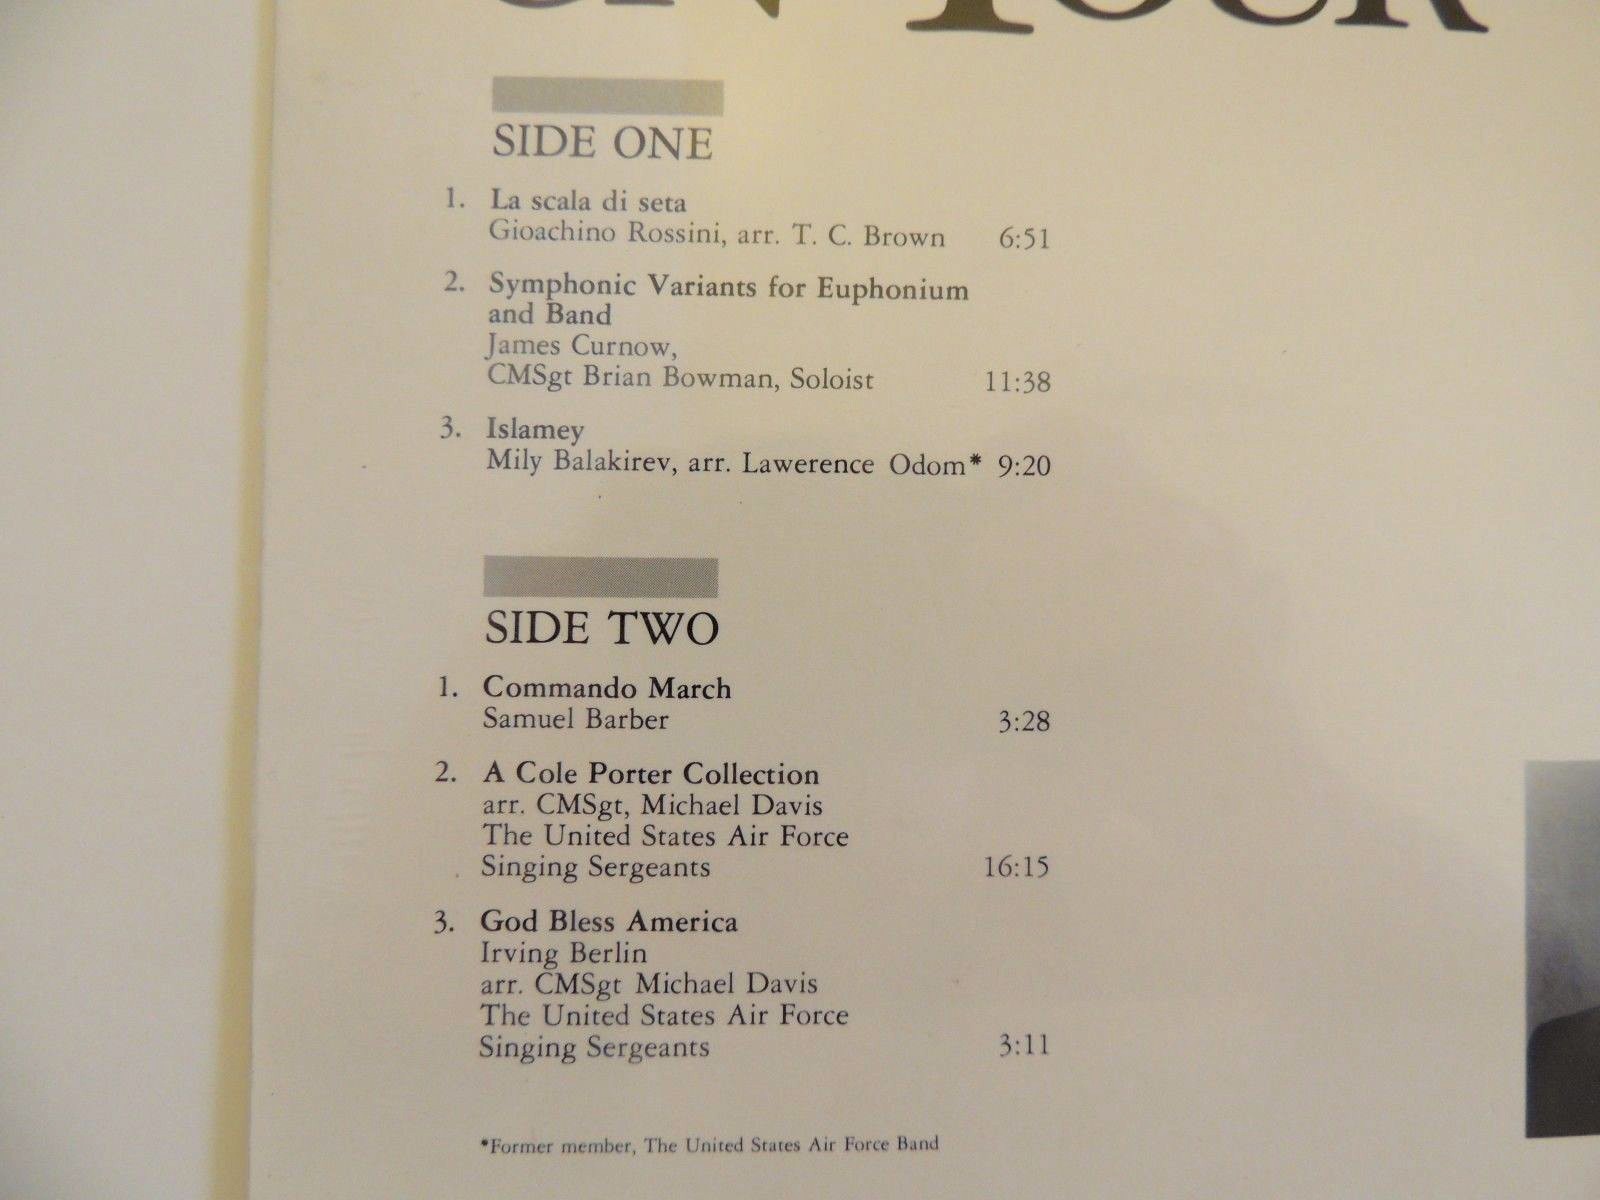 ON TOUR
SIDE ONE
1. La scala di seta
Gioachino Rossini, arr. T. C. Brown 6:51
2. Symphonic Variants for Euphonium
and Band
James Curnow,
CMSgt Brian Bowman, Soloist 11:38
3. Islamey
Mily Balakirev, arr. Lawerence Odom* 9:20
SIDE TWO
1. Commando March
Samuel Barber 3:28
2. A Cole Porter Collection
arr. CMSgt, Michael Davis
The United States Air Force
Singing Sergeants 16:15
3. God Bless America
Irving Berlin
arr. CMSgt Michael Davis
The United States Air Force
Singing Sergeants 3:11
*Former member, The United States Air Force Band